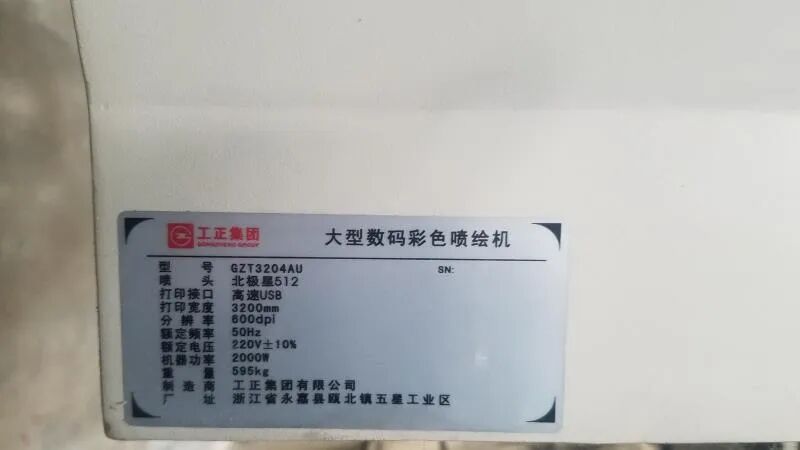 工正集团
GONGZHENG GROUP
大型数码彩色喷绘机
型 号 GZT3204AU
SN:
喷 头 北极星512
打印接口 高速USB
打印宽度 3200mm
分 辨 率 600dpi
额定频率 50Hz
额定电压 220V±10%
机器功率 2000W
重 量 595kg
制 造 商 工正集团有限公司
厂 址 浙江省永嘉县瓯北镇五星工业区